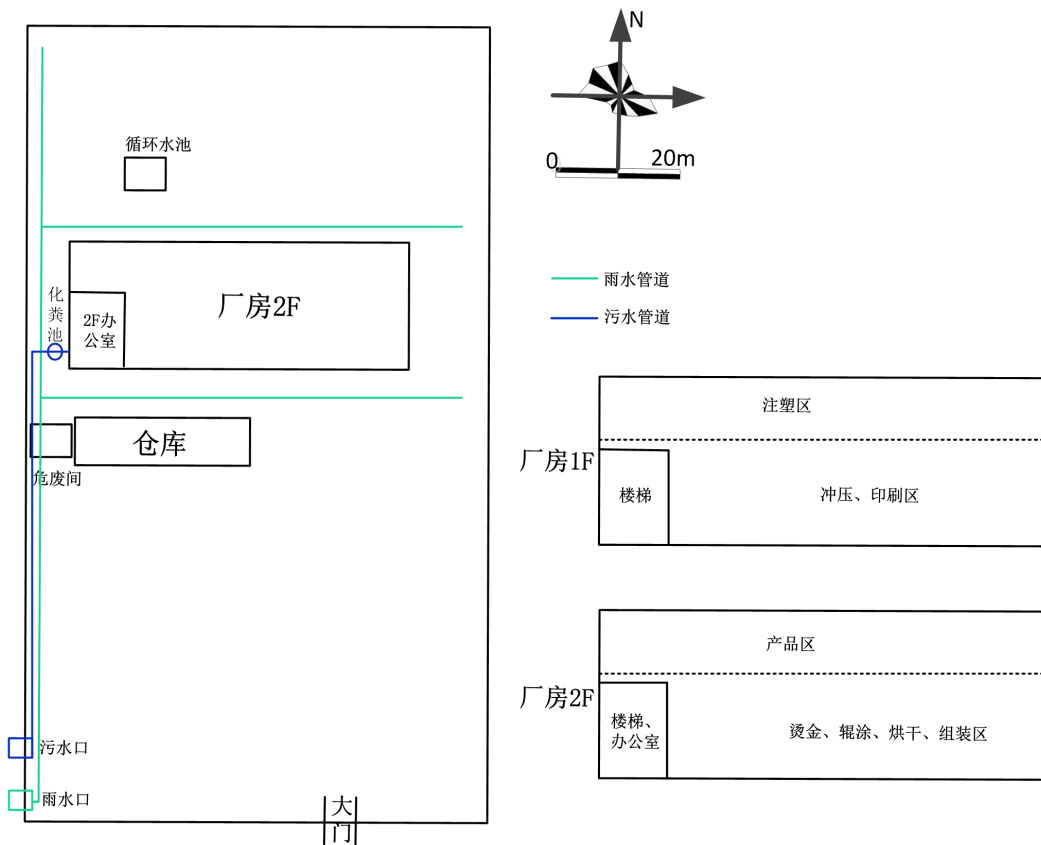 N
0
20m
循环水池
雨水管道
污水管道
化
粪
池
厂房2F
2F办
公室
仓库
危废间
污水口
雨水口
大
门
厂房1F
注塑区
楼梯
冲压、印刷区
厂房2F
产品区
楼梯、
办公室
烫金、辊涂、烘干、组装区